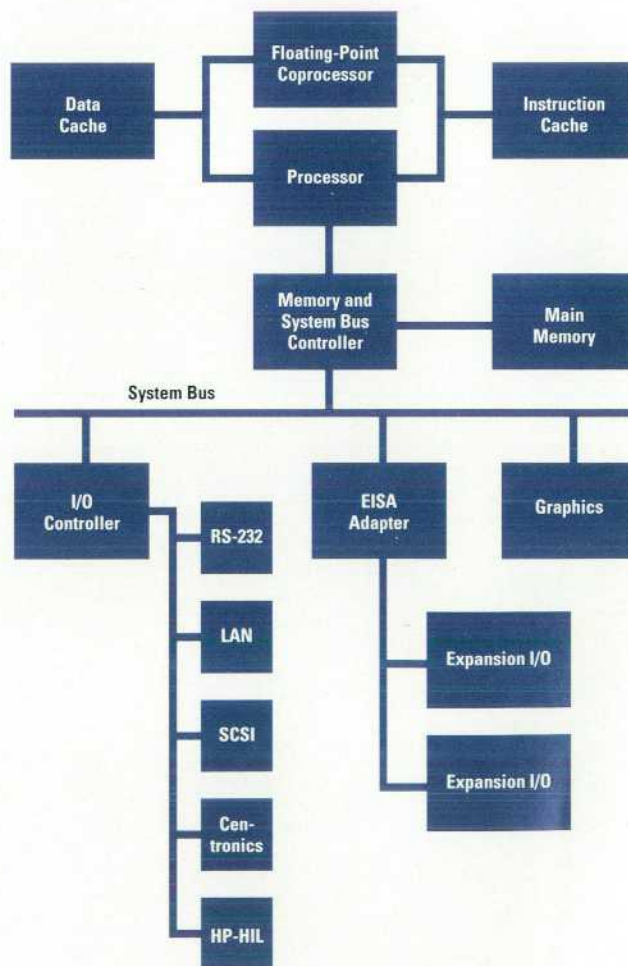 Floating-Point
Coprocessor
Data
Cache
Instruction
Cache
Processor
Memory and
System Bus
Controller
Main
Memory
System Bus
I/O
Controller
EISA
Adapter
Graphics
RS-232
LAN
Expansion I/O
SCSI
Expansion I/O
Cen-
tronics
HP-HIL